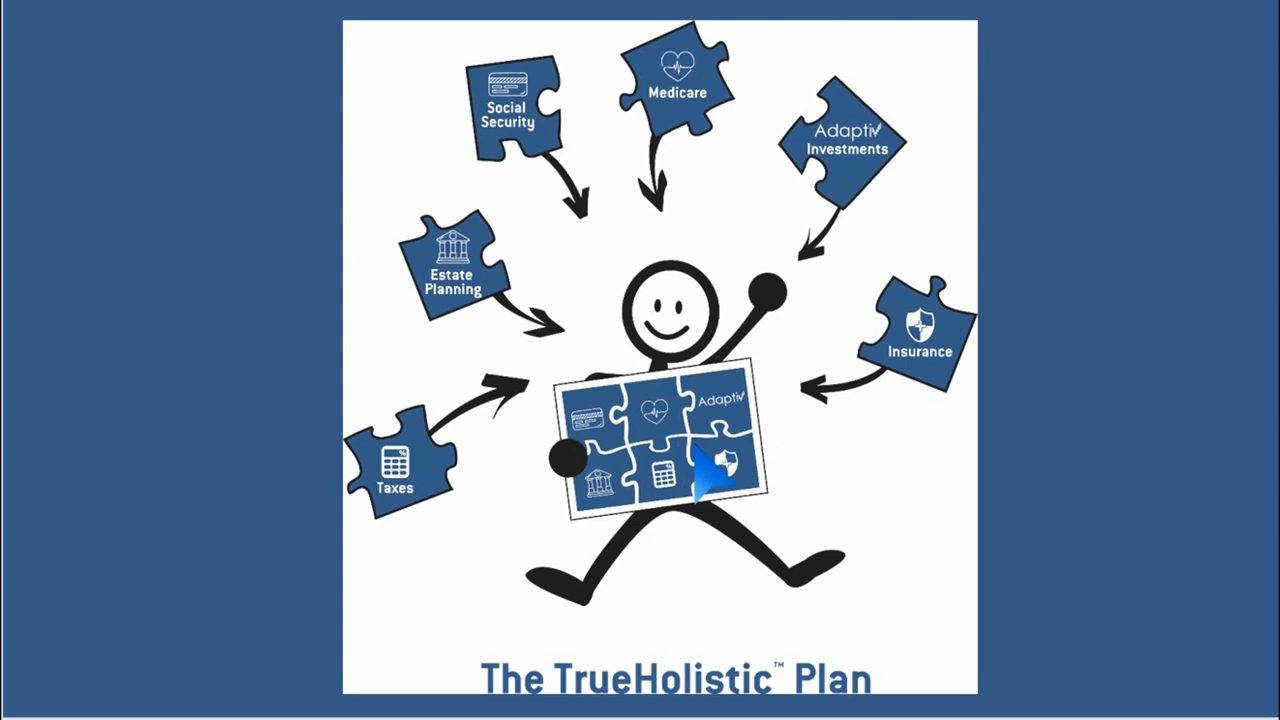 Social
Security
Medicare
Adaptiv
Investments
Estate
Planning
Insurance
Adaptiv
Taxes
%
%
The TrueHolistic™ Plan